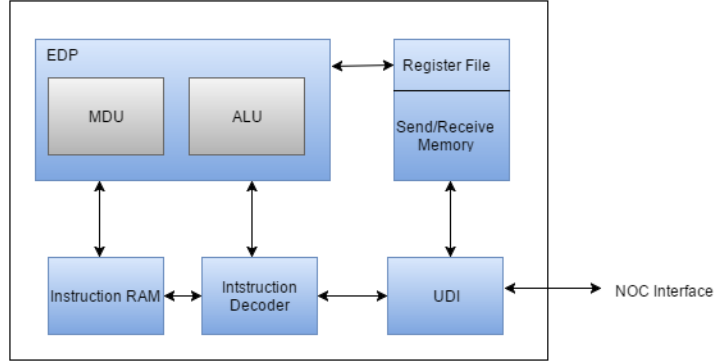 EDP
MDU
ALU
Register File
Send/Receive
Memory
Instruction RAM
Intstruction
Decoder
UDI
NOC Interface